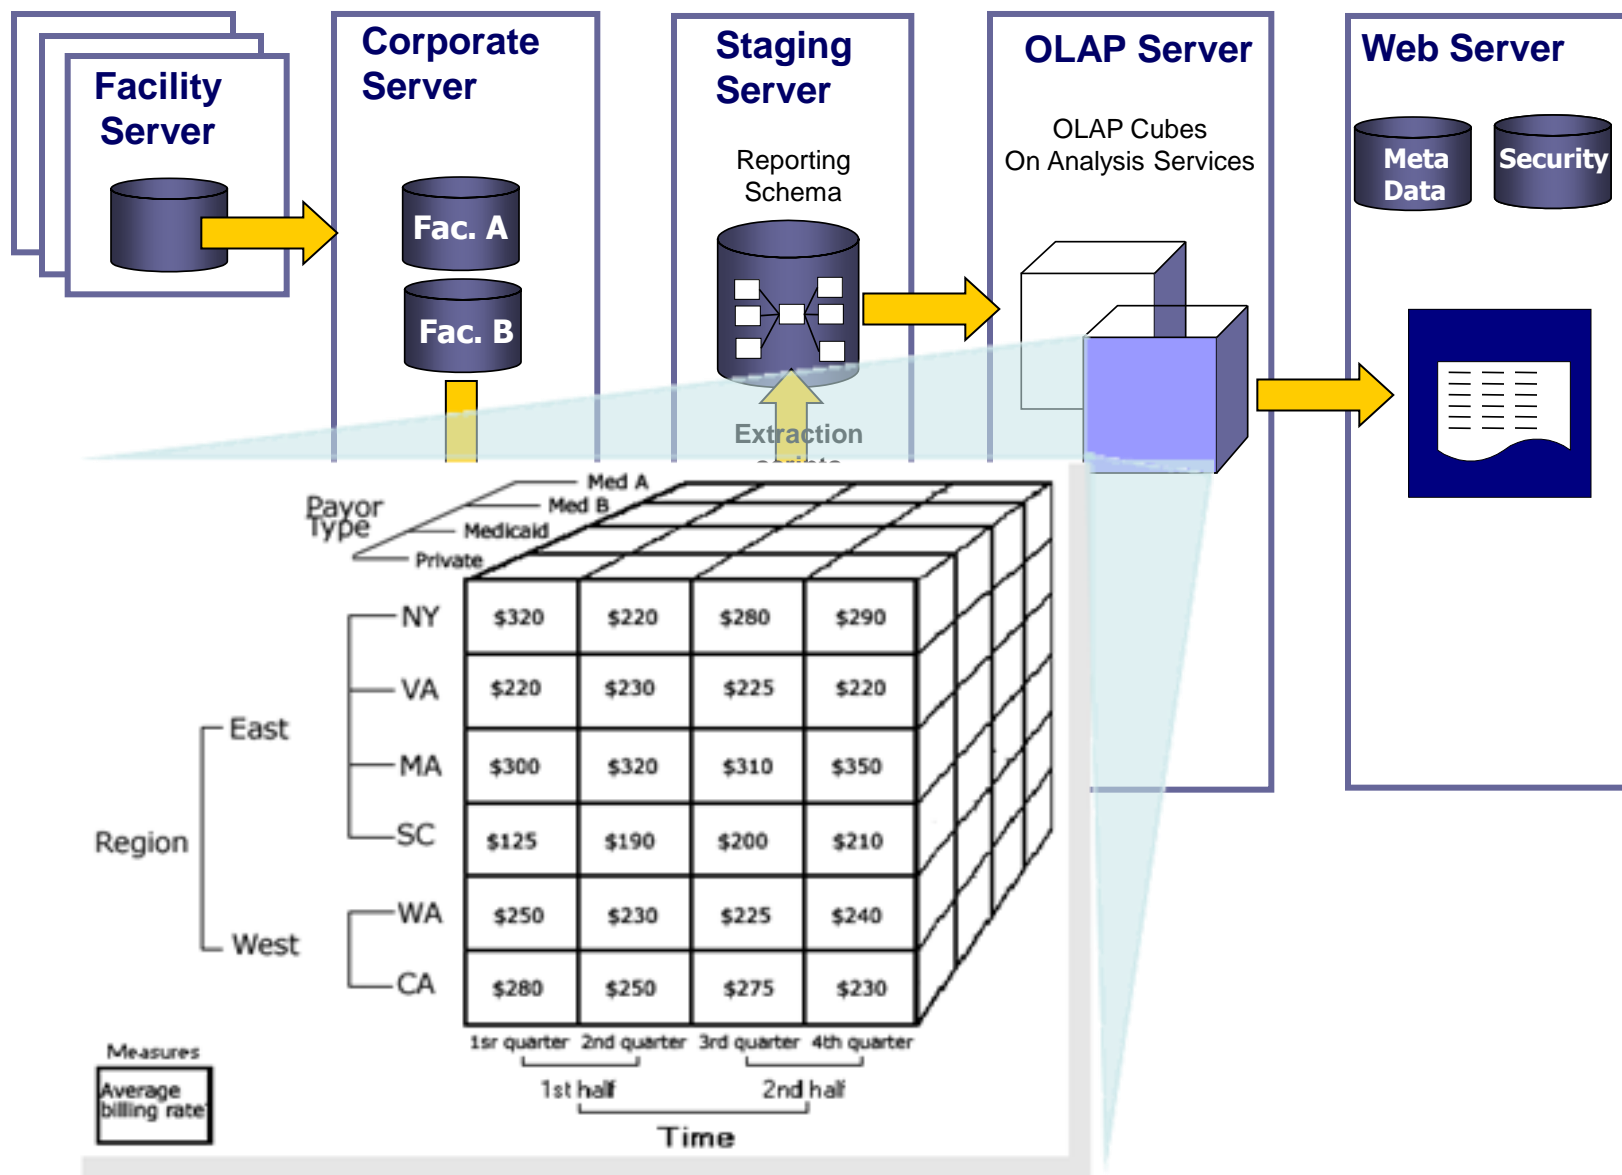 Facility
Server
Corporate
Server
Fac. A
Fac. B
Staging
Server
Reporting
Schema
Extraction
scripts
OLAP Server
OLAP Cubes
On Analysis Services
Web Server
Meta
Data
Security
Payor
Type
Med A
Med B
Medicaid
Private
Region
East
West
NY
VA
MA
SC
WA
CA
$320 $220 $280 $290
$220 $230 $225 $220
$300 $320 $310 $350
$125 $190 $200 $210
$250 $230 $225 $240
$280 $250 $275 $230
1sr quarter 2nd quarter 3rd quarter 4th quarter
1st half 2nd half
Time
Measures
Average
billing rate